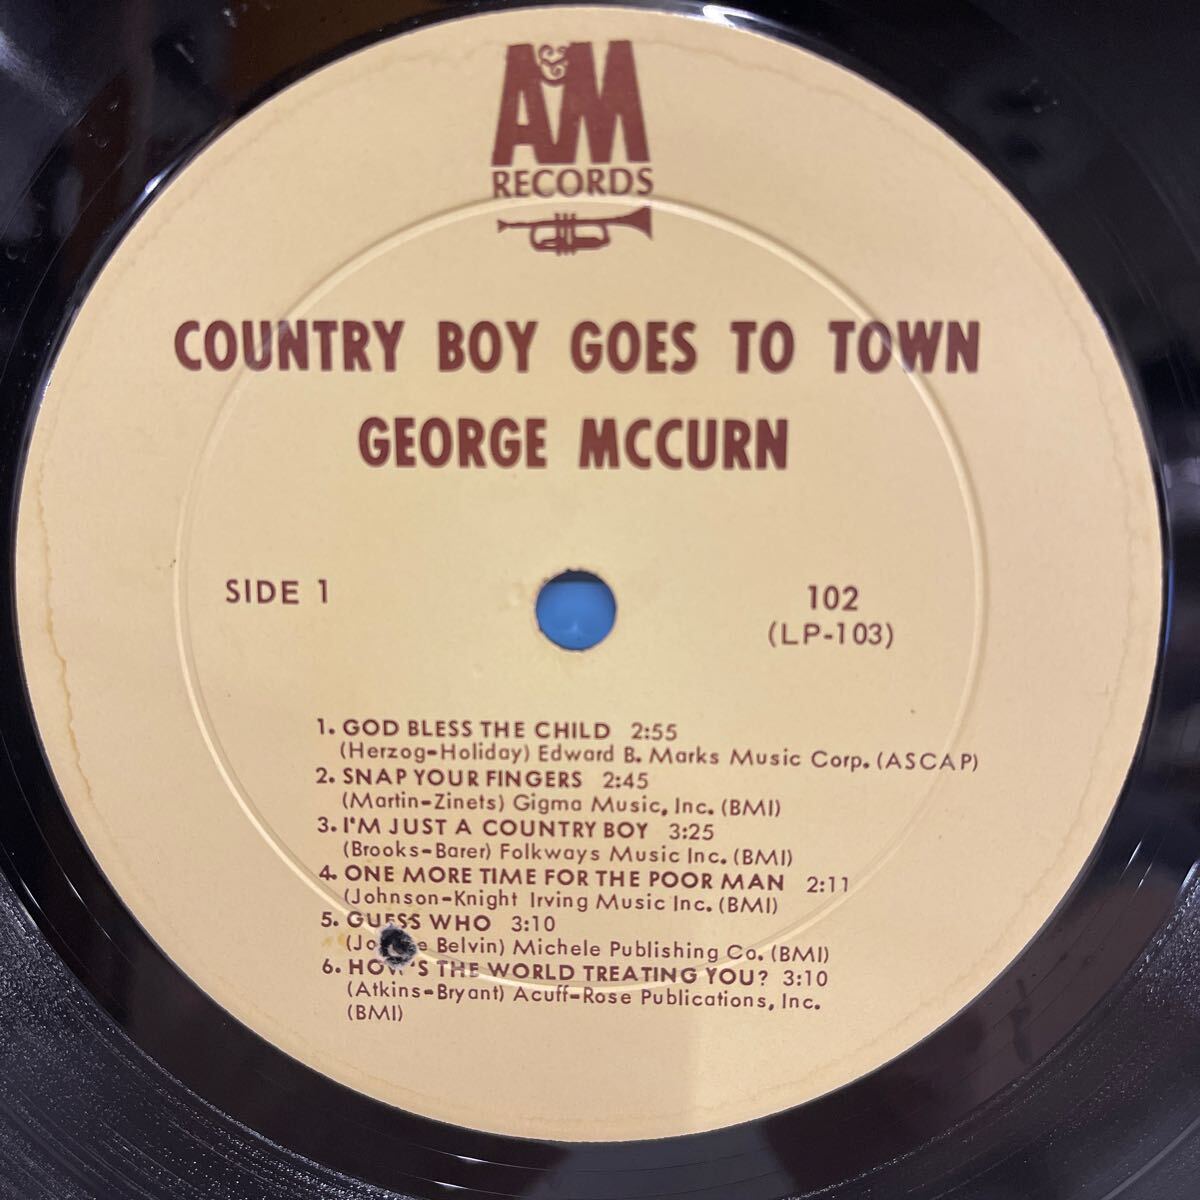 A&M
RECORDS
COUNTRY BOY GOES TO TOWN
GEORGE MCCURN
SIDE 1
102
(LP-103)
1. GOD BLESS THE CHILD 2:55
(Herzog-Holiday) Edward B. Marks Music Corp. (ASCAP)
2. SNAP YOUR FINGERS 2:45
(Martin-Zinets) Gigma Music, Inc. (BMI)
3. I'M JUST A COUNTRY BOY 3:25
(Brooks-Barer) Folkways Music Inc. (BMI)
4. ONE MORE TIME FOR THE POOR MAN 2:11
(Johnson-Knight Irving Music Inc. (BMI)
5. GUESS WHO 3:10
Belvin) Michele Publishing Co. (BMI)
6. HOW'S THE WORLD TREATING YOU? 3:10
(Atkins-Bryant) Acuff-Rose Publications, Inc.
(BMI)